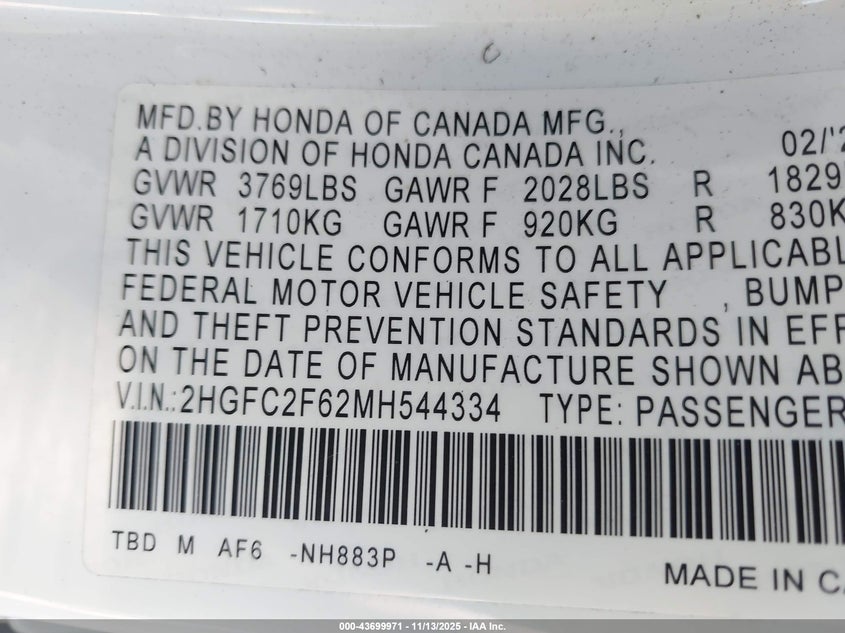 MFD.BY HONDA OF CANADA MFG.,
A DIVISION OF HONDA CANADA INC. 02/'2
GVWR 3769LBS GAWR F 2028LBS R 1829
GVWR 1710KG GAWR F 920KG R 830K
THIS VEHICLE CONFORMS TO ALL APPLICABL
FEDERAL MOTOR VEHICLE SAFETY , BUMP
AND THEFT PREVENTION STANDARDS IN EFF
ON THE DATE OF MANUFACTURE SHOWN AB
V.I.N.:2HGFC2F62MH544334 TYPE: PASSENGER
TBD M AF6 -NH883P -A -H
MADE IN CA
000-43699971 - 11/13/2025 - IAA Inc.